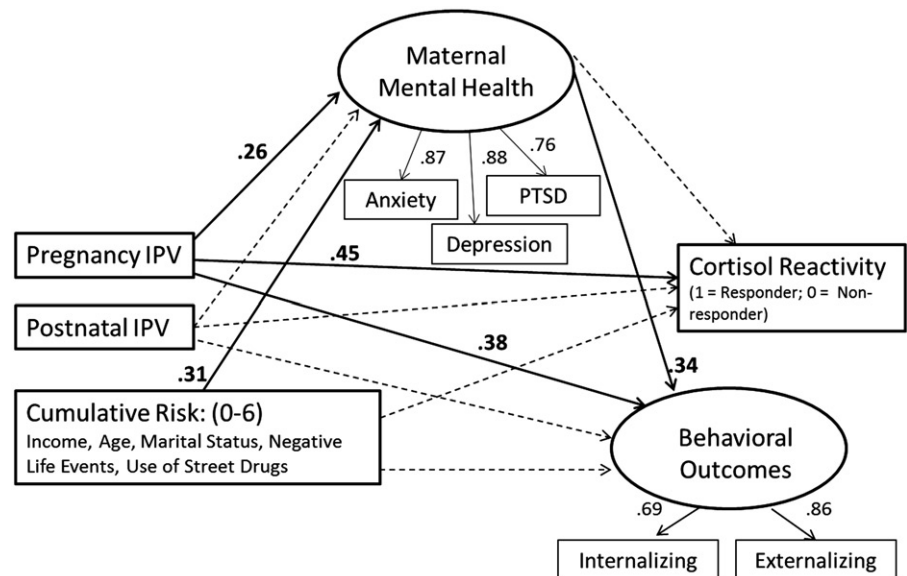 Maternal
Mental Health
.26
.87
.88
.76
Anxiety
PTSD
Depression
Pregnancy IPV
.45
Cortisol Reactivity
(1 = Responder; 0 = Non-
responder)
Postnatal IPV
.38
.31
.34
Cumulative Risk: (0-6)
Income, Age, Marital Status, Negative
Life Events, Use of Street Drugs
Behavioral
Outcomes
.69
.86
Internalizing
Externalizing